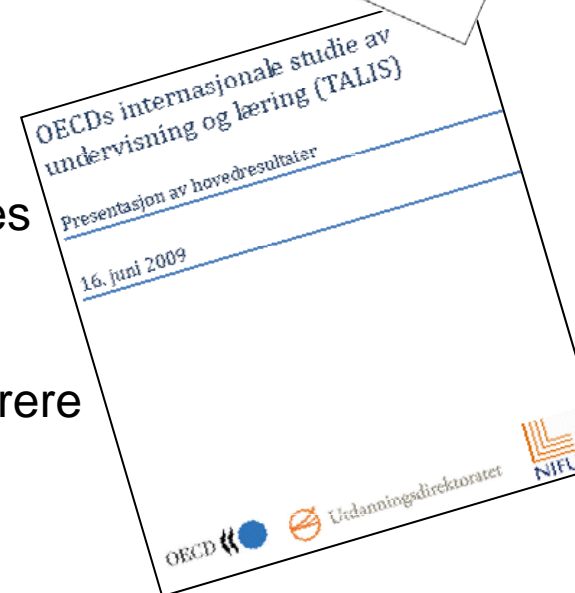 OECDs internasjonale studie av
undervisning og læring (TALIS)
Presentasjon av hovedresultater
es
16. juni 2009
rere
OECD
Utdanningsdirektoratet
NIFU